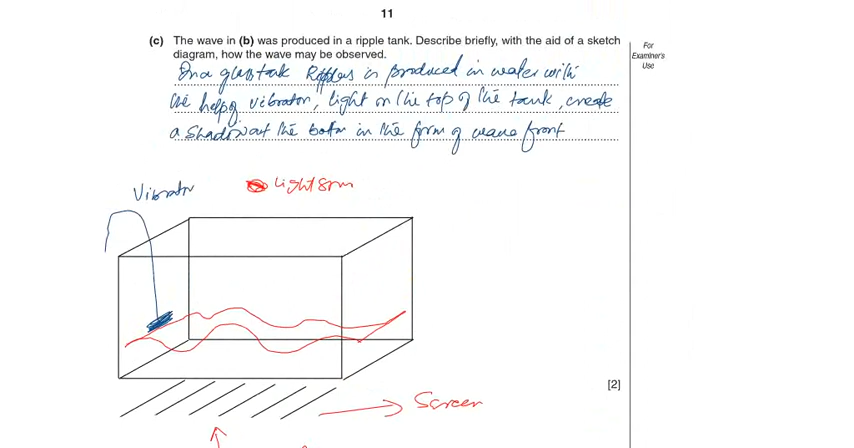 11
(c) The wave in (b) was produced in a ripple tank. Describe briefly, with the aid of a sketch
diagram, how the wave may be observed.
For
Examiner's
Use
In a glass tank Ripples is produced in water with
the help of vibrator, light on the top of the tank, create
a shadow at the bottom in the form of wave front
Vibrator
light
[2]
Screen